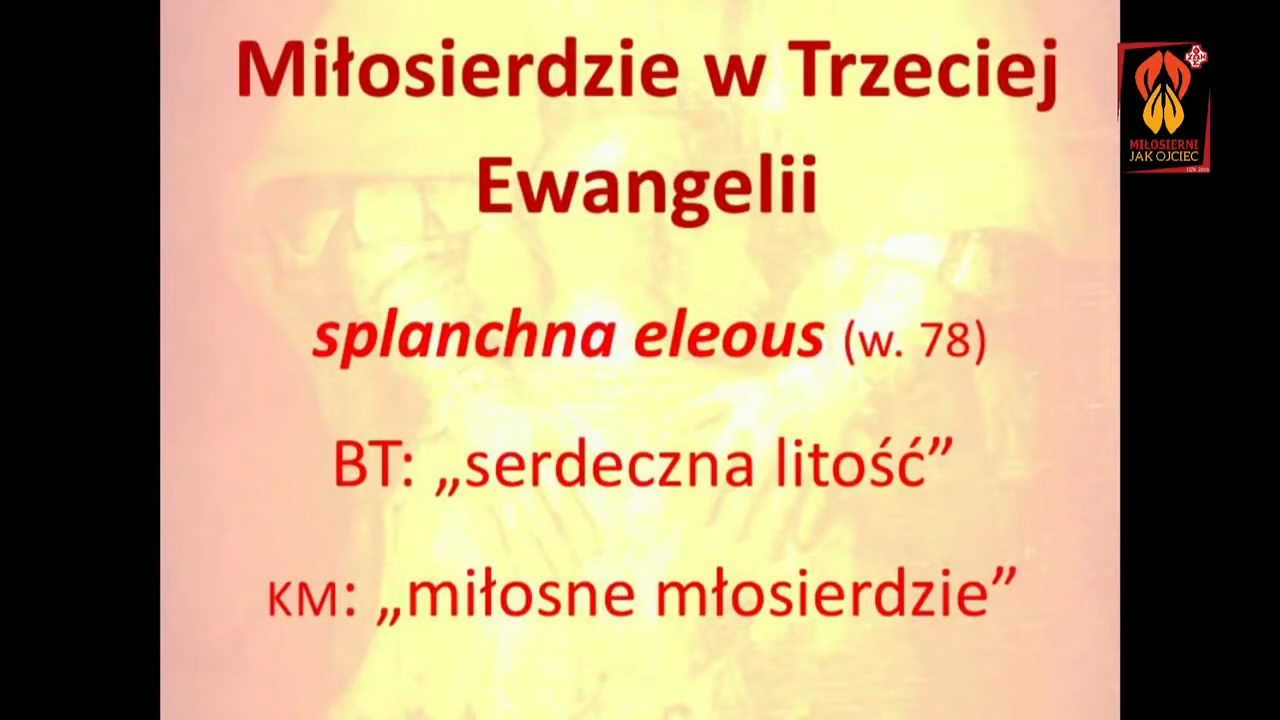 Miłosierdzie w Trzeciej
Ewangelii
splanchna eleous (w. 78)
BT: „serdeczna litość”
KM: „miłosne młosierdzie”
MIŁOSIERNI
JAK OJCIEC